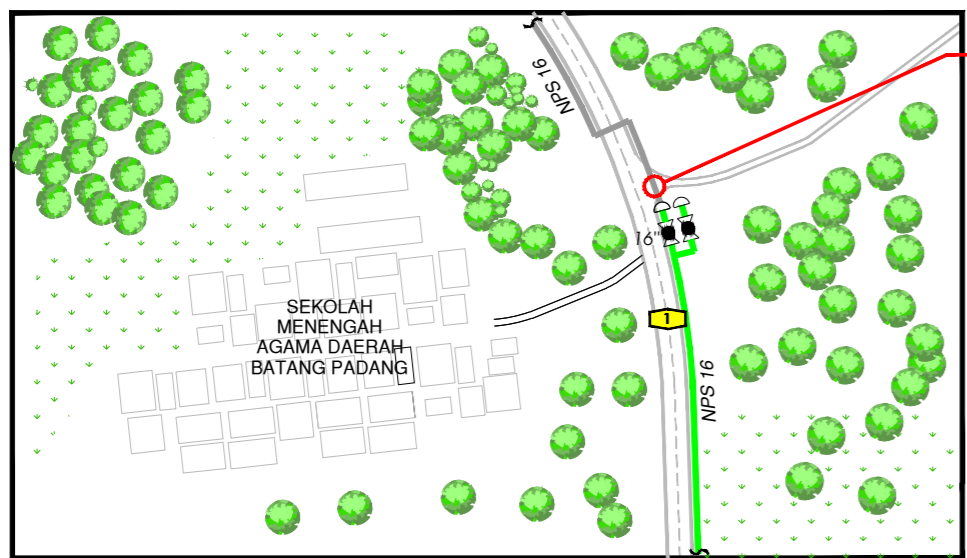 NPS 16
16"
SEKOLAH
MENENGAH
AGAMA DAERAH
BATANG PADANG
1
NPS 16